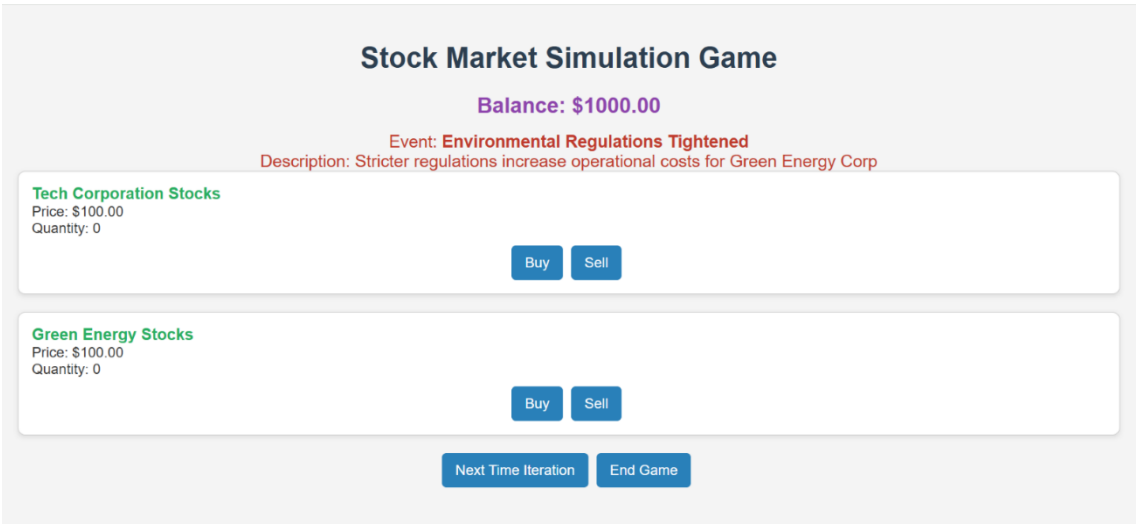 Stock Market Simulation Game
Balance: $1000.00
Event: Environmental Regulations Tightened
Description: Stricter regulations increase operational costs for Green Energy Corp
Tech Corporation Stocks
Price: $100.00
Quantity: 0
Buy Sell
Green Energy Stocks
Price: $100.00
Quantity: 0
Buy Sell
Next Time Iteration End Game